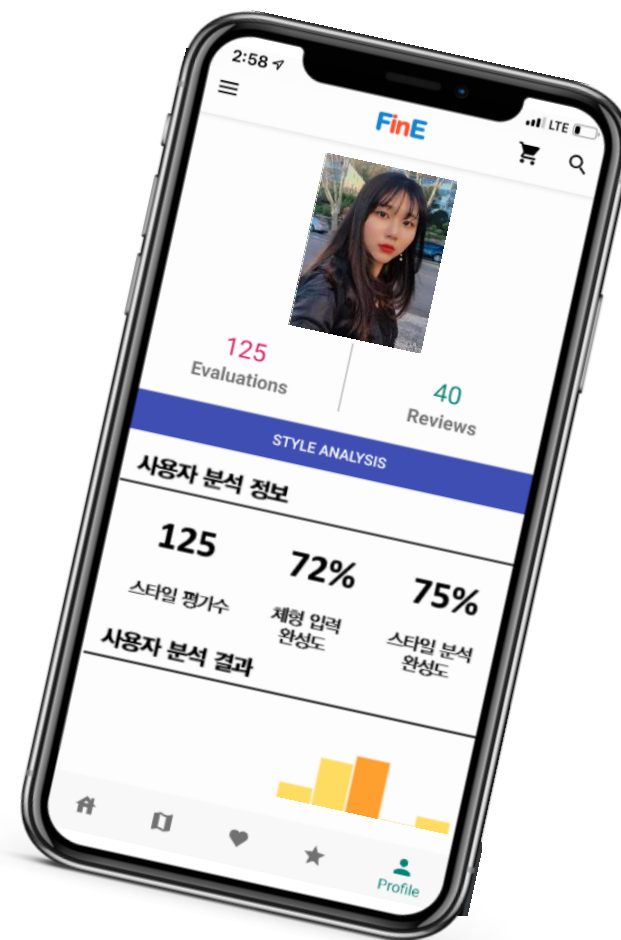 2:58
LTE
FinE
125
Evaluations
40
Reviews
STYLE ANALYSIS
사용자 분석 정보
125
72%
75%
스타일 평가수
체형 입력
완성도
스타일 분석
완성도
사용자 분석 결과
Profile